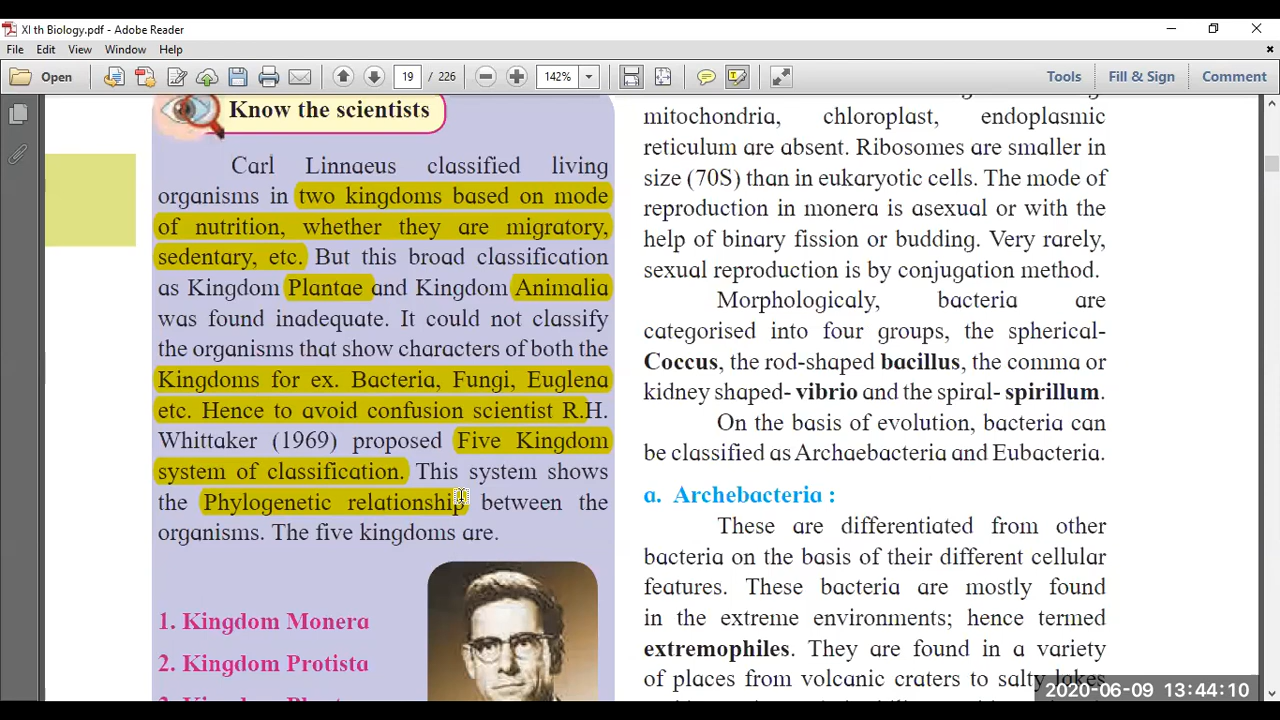 XI th Biology.pdf - Adobe Reader
File Edit View Window Help
Open 19 / 226 142% Tools Fill & Sign Comment
Know the scientists
Carl Linnaeus classified living
organisms in two kingdoms based on mode
of nutrition, whether they are migratory,
sedentary, etc. But this broad classification
as Kingdom Plantae and Kingdom Animalia
was found inadequate. It could not classify
the organisms that show characters of both the
Kingdoms for ex. Bacteria, Fungi, Euglena
etc. Hence to avoid confusion scientist R.H.
Whittaker (1969) proposed Five Kingdom
system of classification. This system shows
the Phylogenetic relationship between the
organisms. The five kingdoms are.
1. Kingdom Monera
2. Kingdom Protista
mitochondria, chloroplast, endoplasmic
reticulum are absent. Ribosomes are smaller in
size (70S) than in eukaryotic cells. The mode of
reproduction in monera is asexual or with the
help of binary fission or budding. Very rarely,
sexual reproduction is by conjugation method.
Morphologicaly, bacteria are
categorised into four groups, the spherical-
Coccus, the rod-shaped bacillus, the comma or
kidney shaped- vibrio and the spiral- spirillum.
On the basis of evolution, bacteria can
be classified as Archaebacteria and Eubacteria.
a. Archebacteria :
These are differentiated from other
bacteria on the basis of their different cellular
features. These bacteria are mostly found
in the extreme environments; hence termed
extremophiles. They are found in a variety
of places from volcanic craters to salty lakes
2020-06-09 13:44:10